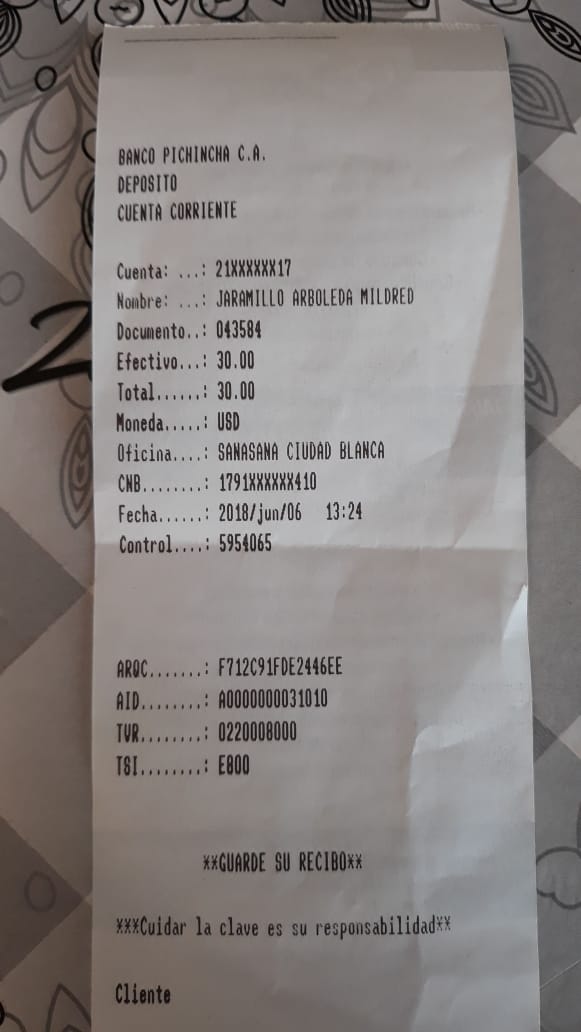 BANCO PICHINCHA C.A.
DEPOSITO
CUENTA CORRIENTE
Cuenta: ...: 21XXXXXX17
Nombre: ...: JARAMILLO ARBOLEDA MILDRED
Documento..: 043584
Efectivo...: 30.00
Total......: 30.00
Moneda.....: USD
Oficina....: SANASANA CIUDAD BLANCA
CNB........: 1791XXXXXX410
Fecha......: 2018/jun/06 13:24
Control....: 5954065
ARQC.......: F712C91FDE2446EE
AID........: A0000000031010
TVR........: 0220008000
TSI........: E800
**GUARDE SU RECIBO**
***Cuidar la clave es su responsabilidad**
Cliente
2